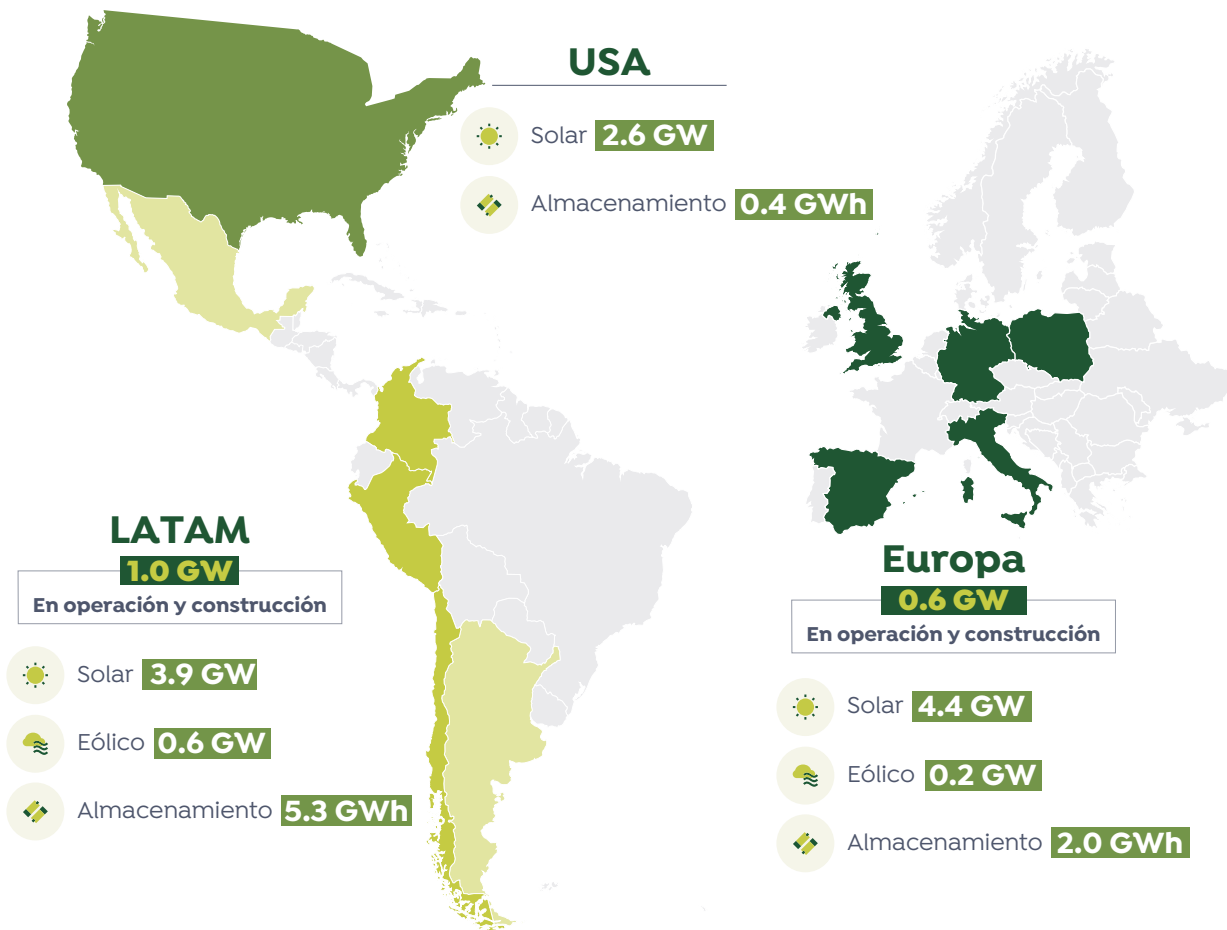 USA
Solar 2.6 GW
Almacenamiento 0.4 GWh
LATAM
1.0 GW
En operación y construcción
Solar 3.9 GW
Eólico 0.6 GW
Almacenamiento 5.3 GWh
Europa
0.6 GW
En operación y construcción
Solar 4.4 GW
Eólico 0.2 GW
Almacenamiento 2.0 GWh